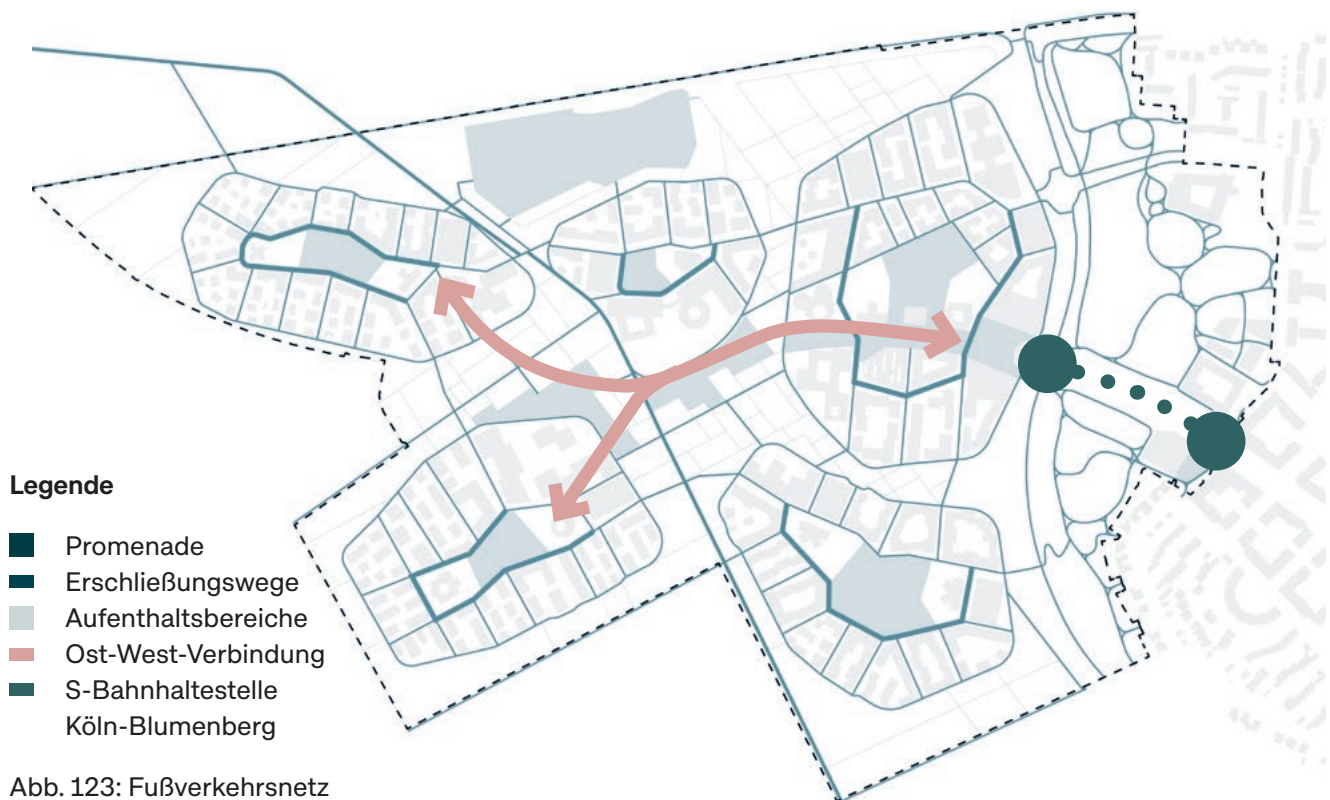 Legende
Promenade
Erschließungswege
Aufenthaltsbereiche
Ost-West-Verbindung
S-Bahnhaltestelle
Köln-Blumenberg
Abb. 123: Fußverkehrsnetz